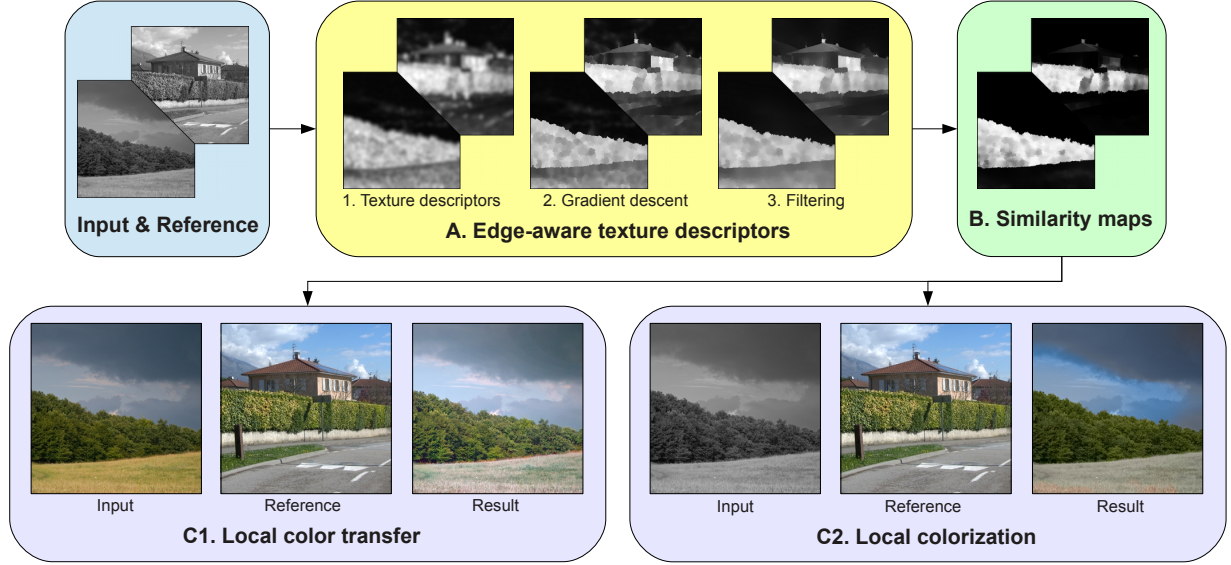 Input & Reference
1. Texture descriptors
2. Gradient descent
3. Filtering
A. Edge-aware texture descriptors
B. Similarity maps
Input
Reference
Result
C1. Local color transfer
Input
Reference
Result
C2. Local colorization